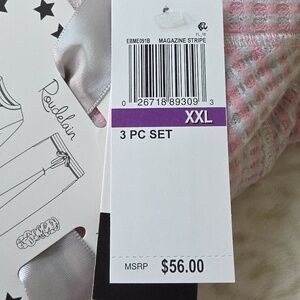 EBME091B MAGAZINE STRIPE
0 26718 89309 3
XXL
3 PC SET
MSRP $56.00
Roudelain